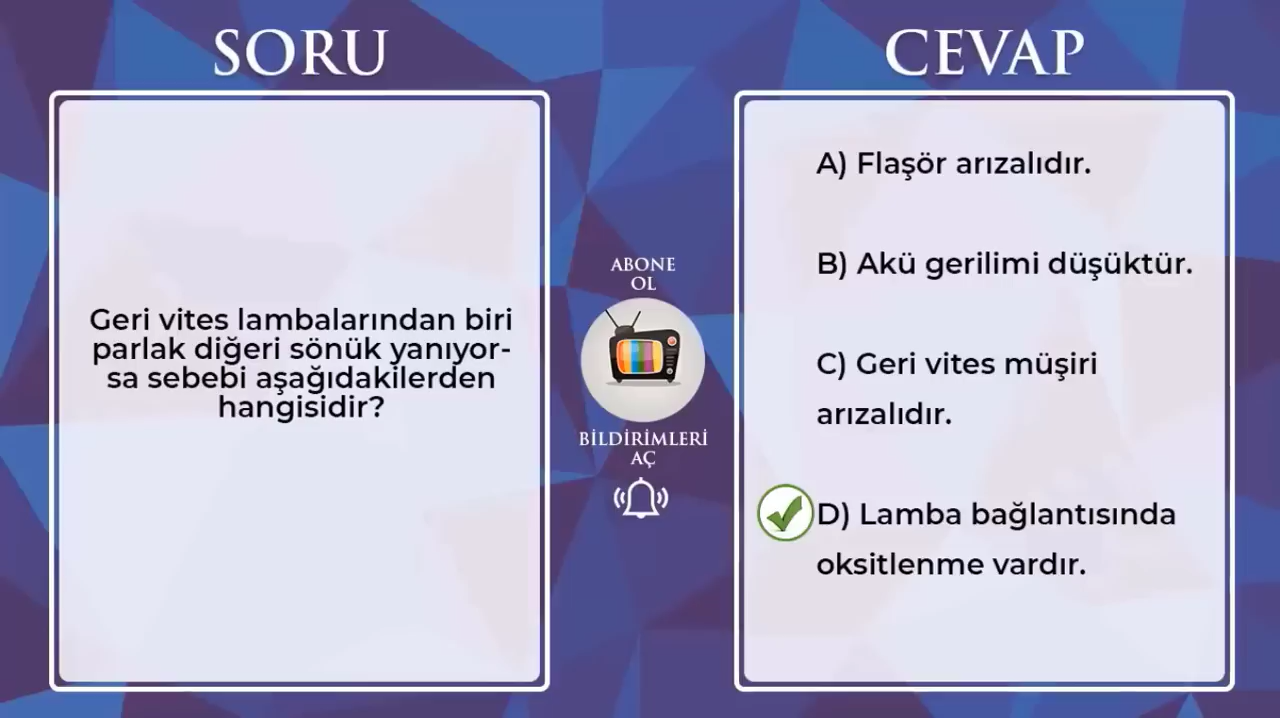 SORU
Geri vites lambalarından biri
parlak diğeri sönük yanıyor-
sa sebebi aşağıdakilerden
hangisidir?
ABONE
OL
BİLDİRİMLERİ
AÇ
CEVAP
A) Flaşör arızalıdır.
B) Akü gerilimi düşüktür.
C) Geri vites müşiri
arızalıdır.
D) Lamba bağlantısında
oksitlenme vardır.